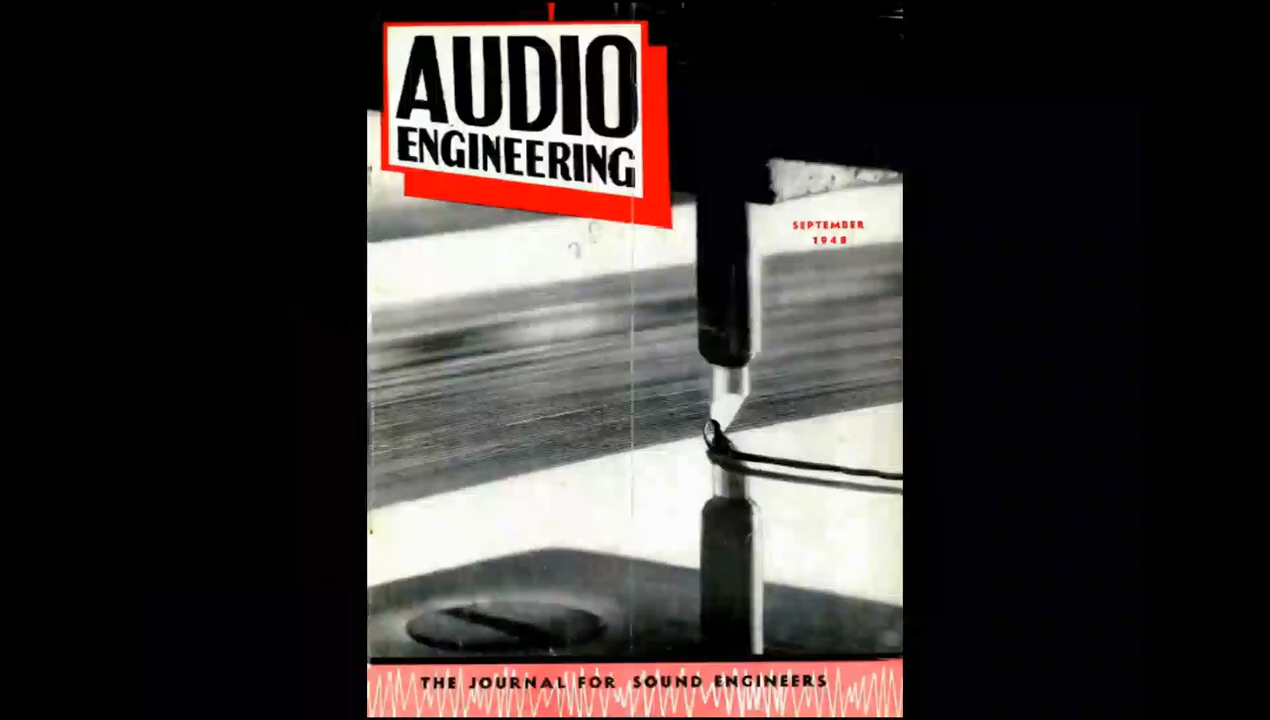 AUDIO
ENGINEERING
SEPTEMBER
1948
THE JOURNAL FOR SOUND ENGINEERS